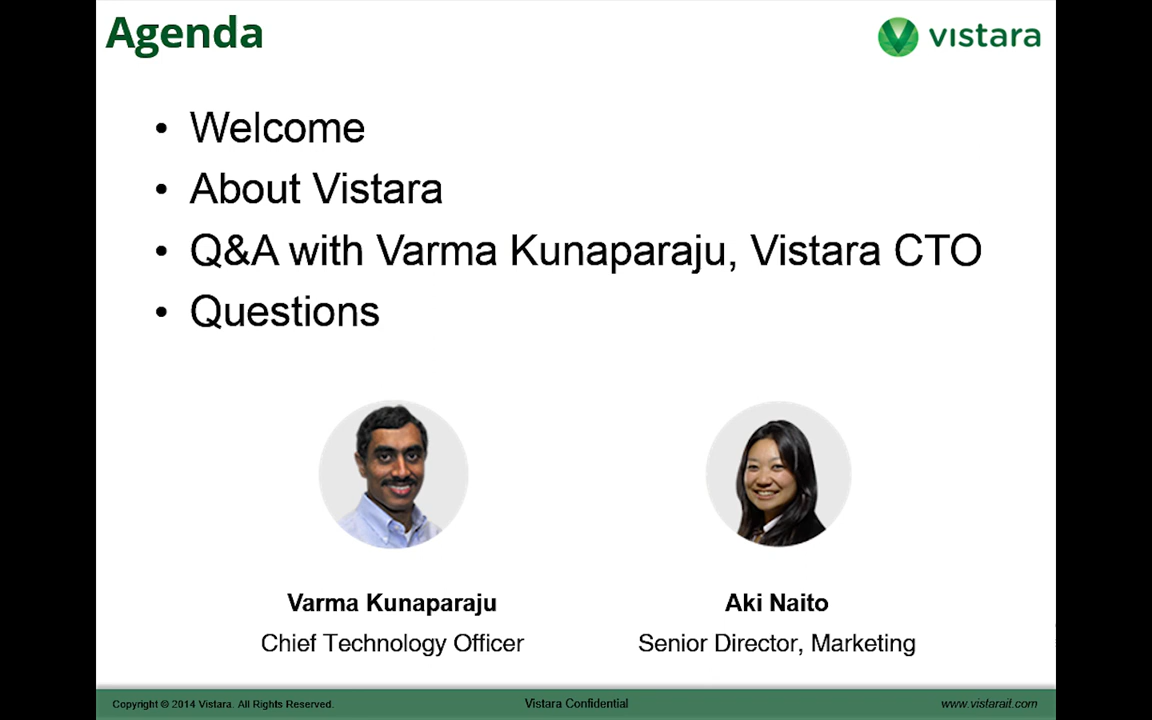 Agenda
vistara
• Welcome
• About Vistara
• Q&A with Varma Kunaparaju, Vistara CTO
• Questions
Varma Kunaparaju
Chief Technology Officer
Aki Naito
Senior Director, Marketing
Copyright © 2014 Vistara. All Rights Reserved.
Vistara Confidential
www.vistarait.com